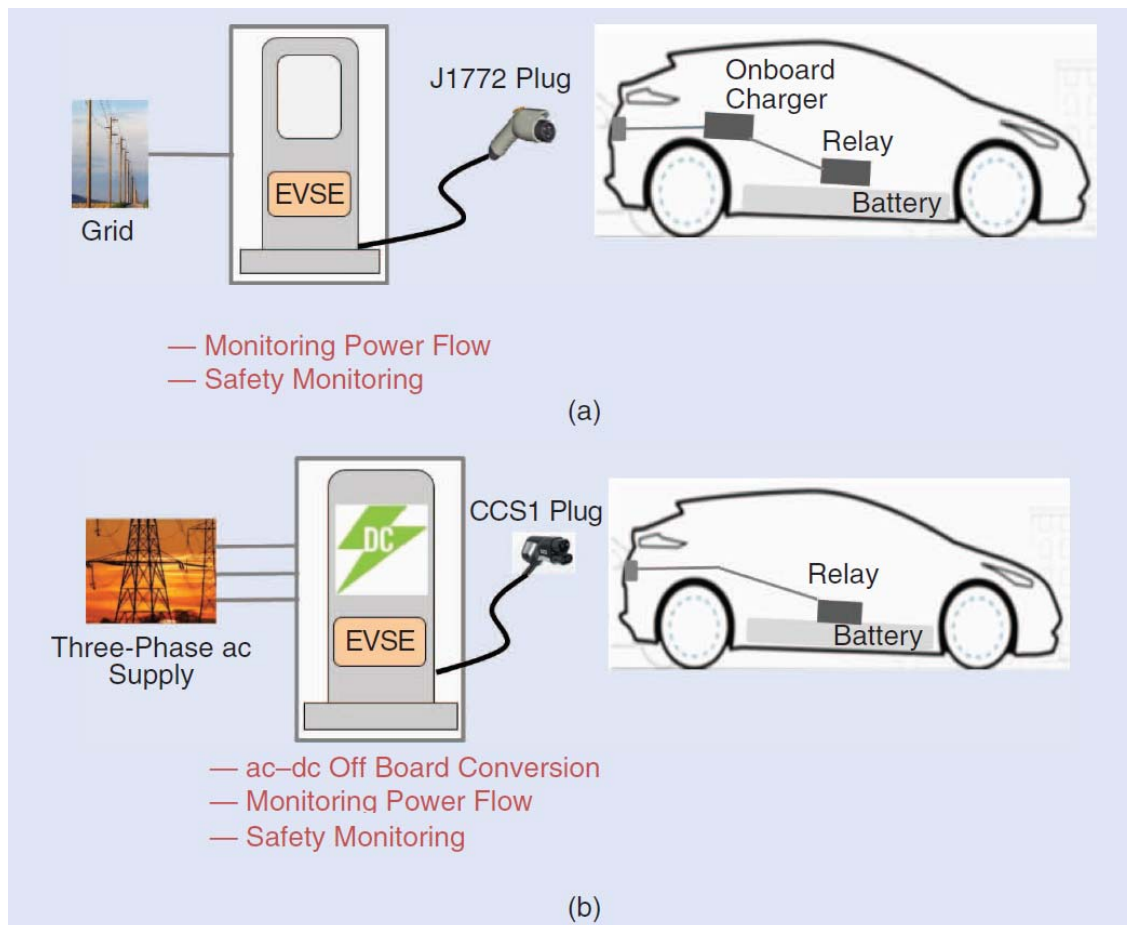 J1772 Plug
Onboard
Charger
Relay
EVSE
Battery
Grid
— Monitoring Power Flow
— Safety Monitoring
(a)
CCS1 Plug
DC
Relay
Three-Phase ac
Supply
EVSE
Battery
— ac–dc Off Board Conversion
— Monitoring Power Flow
— Safety Monitoring
(b)